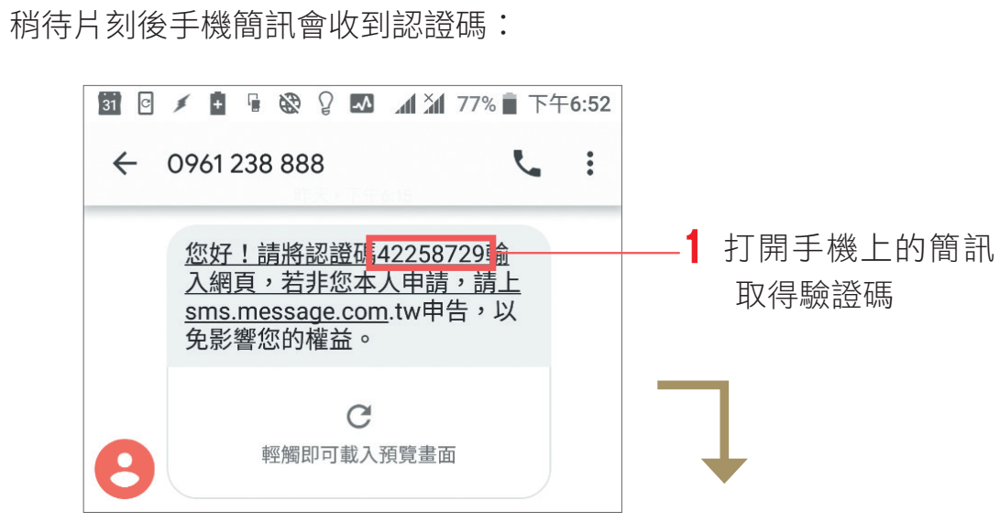 稍待片刻後手機簡訊會收到認證碼：
31
77% 下午6:52
0961 238 888
您好！請將認證碼42258729輸
入網頁，若非您本人申請，請上
sms.message.com.tw申告，以
免影響您的權益。
輕觸即可載入預覽畫面
1 打開手機上的簡訊
取得驗證碼